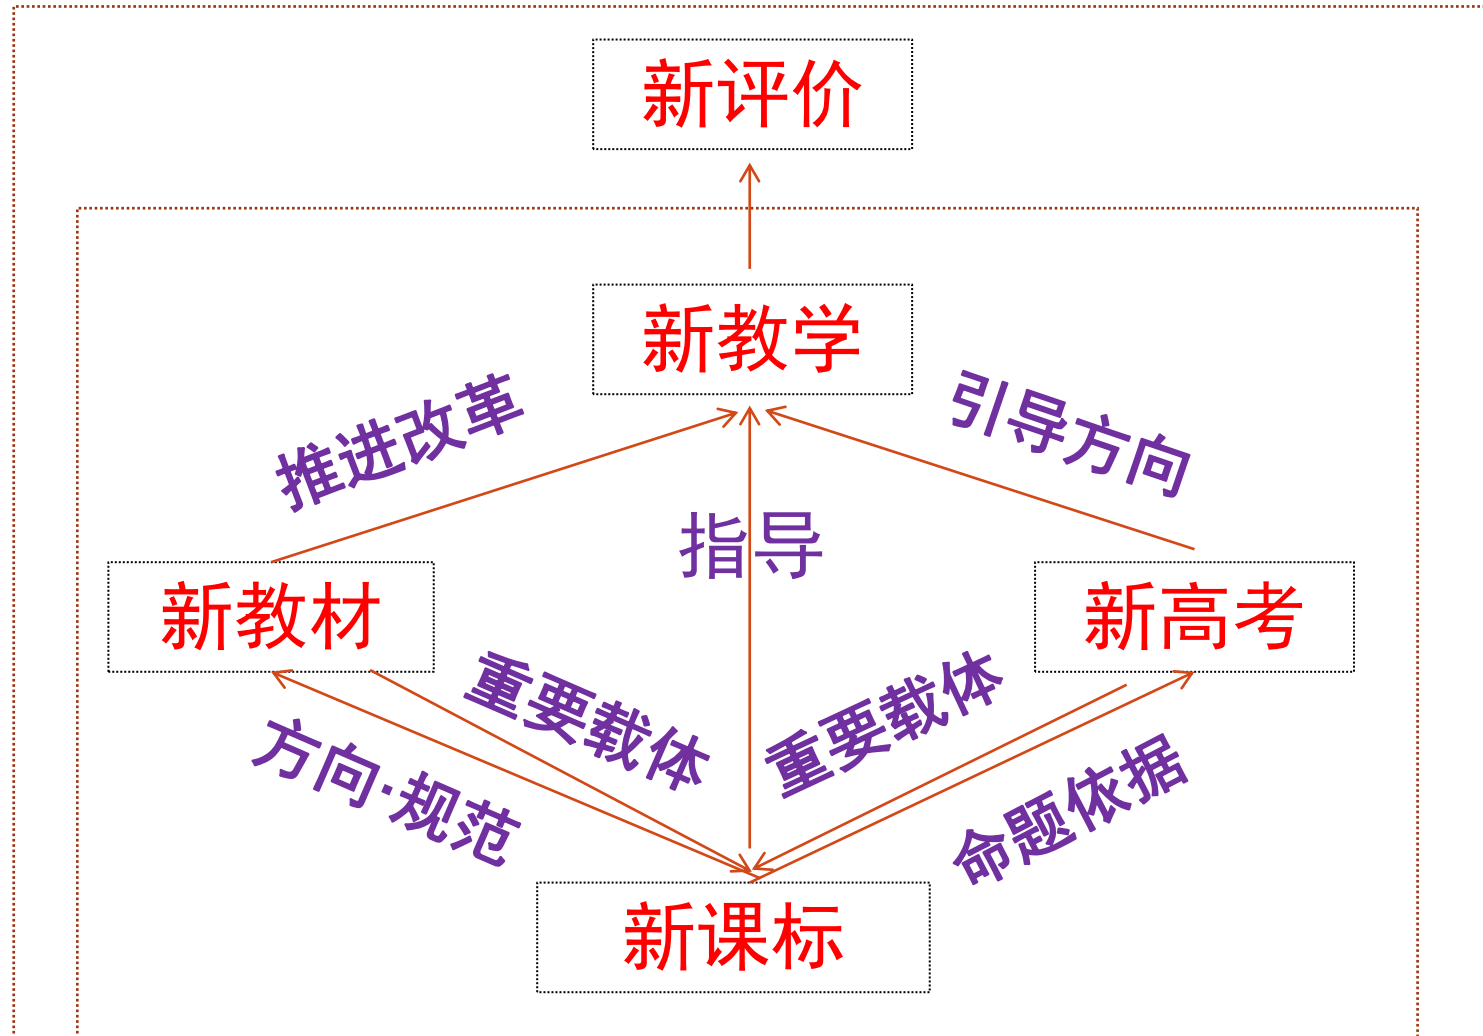 新评价
新教学
推进改革
引导方向
指导
新教材
新高考
重要载体
重要载体
方向·规范
命题依据
新课标